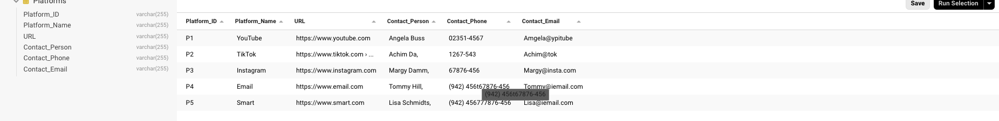 Platforms
Platform_ID varchar(255)
Platform_Name varchar(255)
URL varchar(255)
Contact_Person varchar(255)
Contact_Phone varchar(255)
Contact_Email varchar(255)
Save Run Selection
Platform_ID Platform_Name URL Contact_Person Contact_Phone Contact_Email
P1 YouTube https://www.youtube.com Angela Buss 02351-4567 Amgela@ypitube
P2 TikTok https://www.tiktok.com › ... Achim Da, 1267-543 Achim@tok
P3 Instagram https://www.instagram.com Margy Damm, 67876-456 Margy@insta.com
P4 Email https://www.email.com Tommy Hill, (942) 456t67876-456 Tommy@iemail.com
(942) 456t67876-456
P5 Smart https://www.smart.com Lisa Schmidts, (942) 456777876-456 Lisa@iemail.com